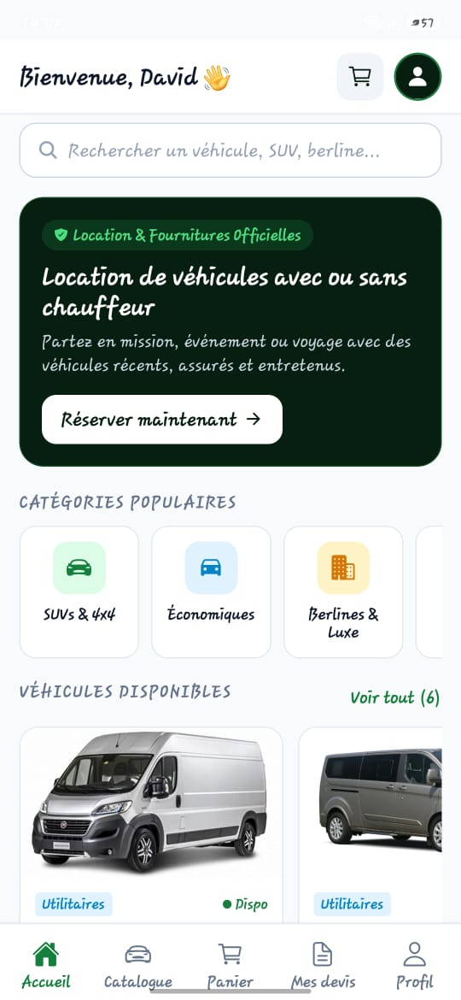 57
Bienvenue, David 👋
Rechercher un véhicule, SUV, berline...
Location & Fournitures Officielles
Location de véhicules avec ou sans
chauffeur
Partez en mission, événement ou voyage avec des
véhicules récents, assurés et entretenus.
Réserver maintenant →
CATÉGORIES POPULAIRES
SUVs & 4x4
Économiques
Berlines &
Luxe
VÉHICULES DISPONIBLES
Voir tout (6)
Utilitaires
Dispo
Utilitaires
Accueil
Catalogue
Panier
Mes devis
Profil